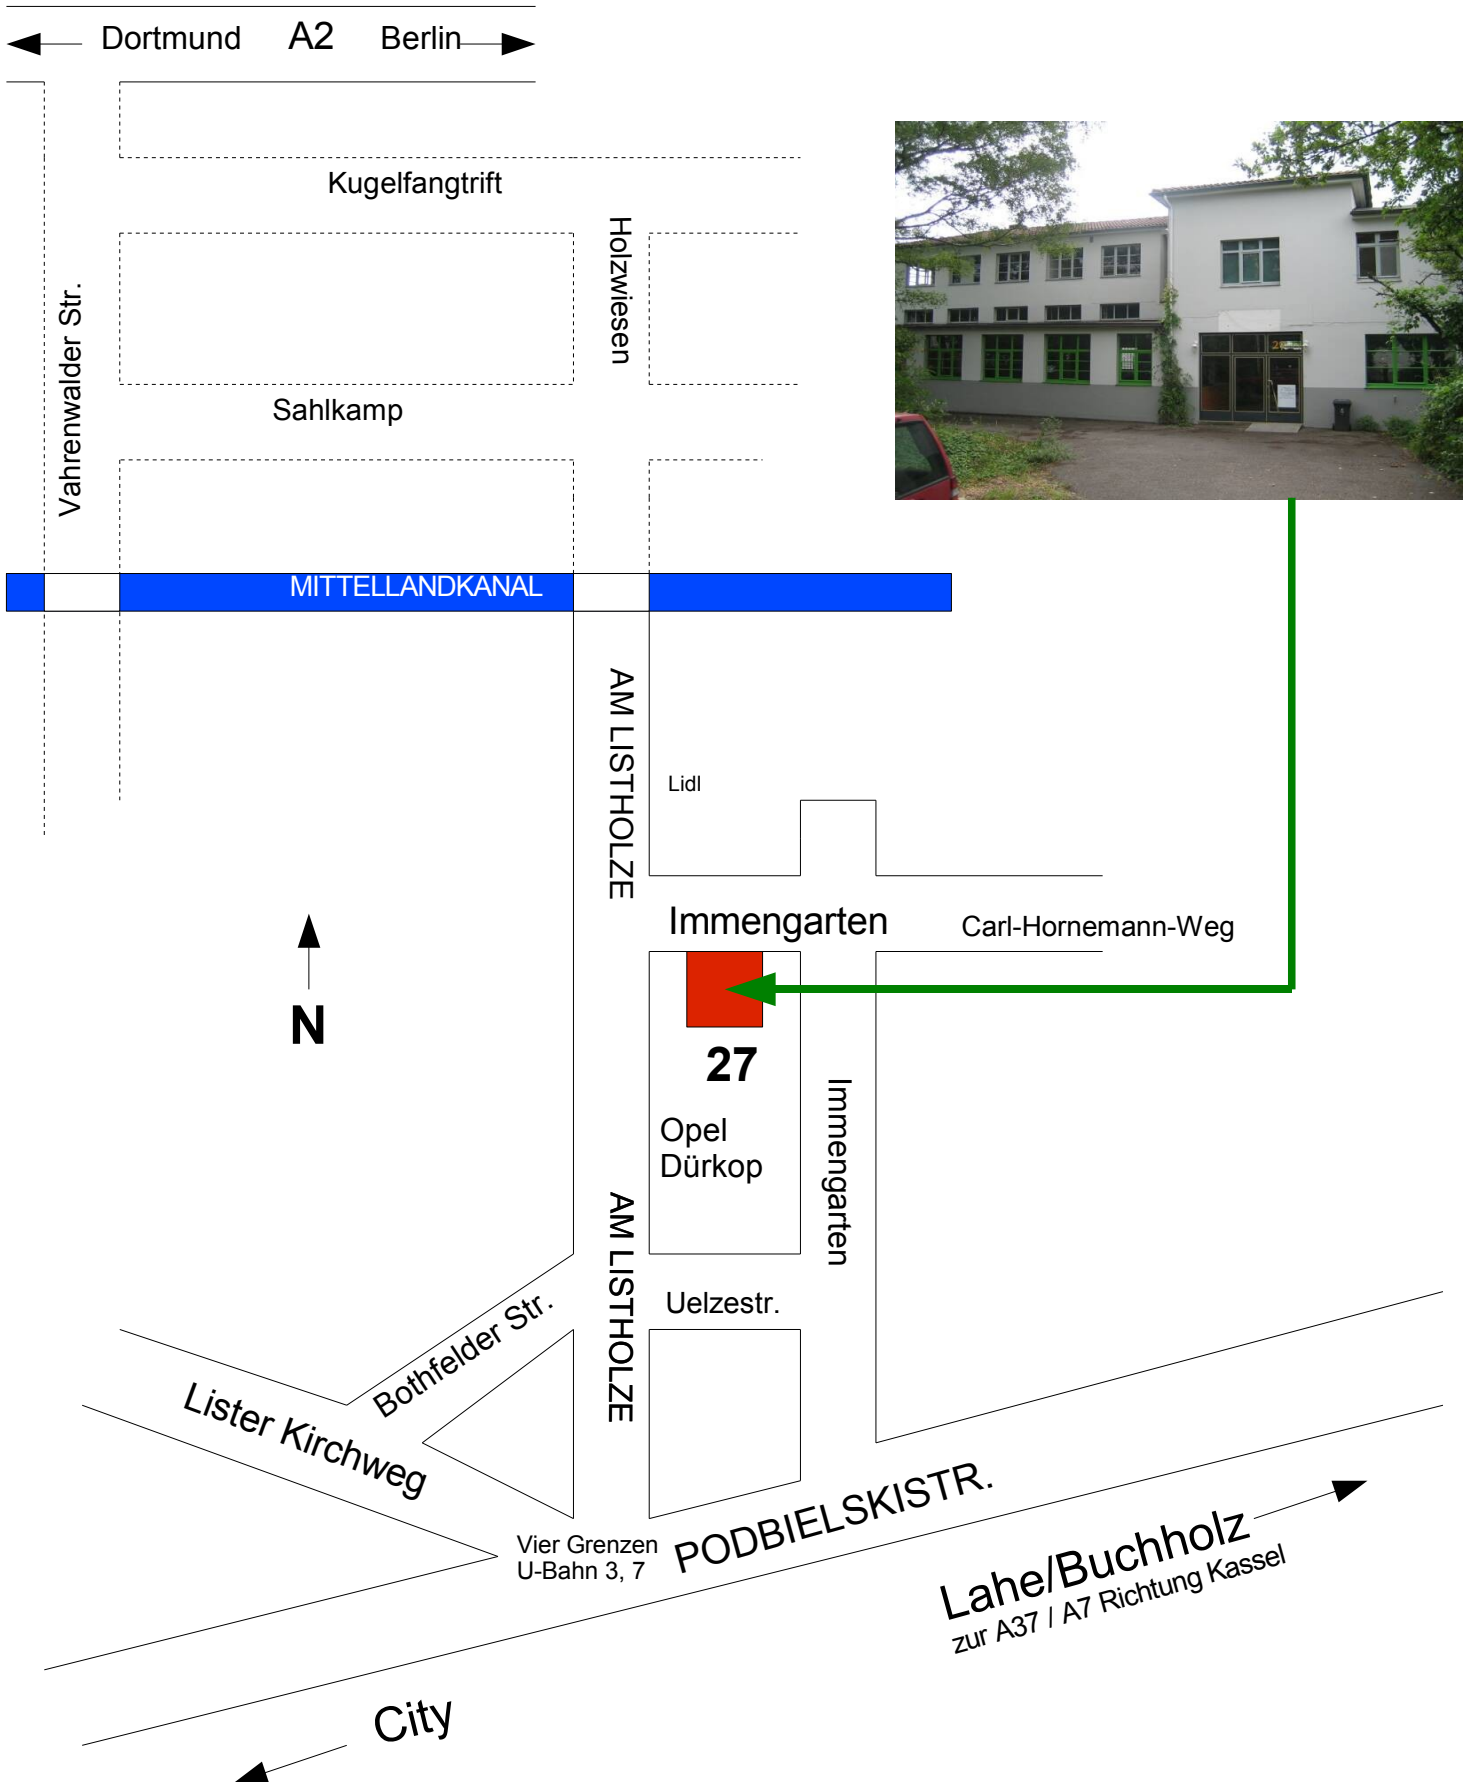 Dortmund A2 Berlin
Kugelfangtrift
Holzwiesen
Vahrenwalder Str.
Sahlkamp
MITTELLANDKANAL
AM LISTHOLZE
Lidl
Immengarten
Carl-Hornemann-Weg
N
27
Opel
Dürkop
Immengarten
AM LISTHOLZE
Uelzestr.
Bothfelder Str.
Lister Kirchweg
Vier Grenzen
U-Bahn 3, 7
PODBIELSKISTR.
Lahe/Buchholz
zur A37 / A7 Richtung Kassel
City